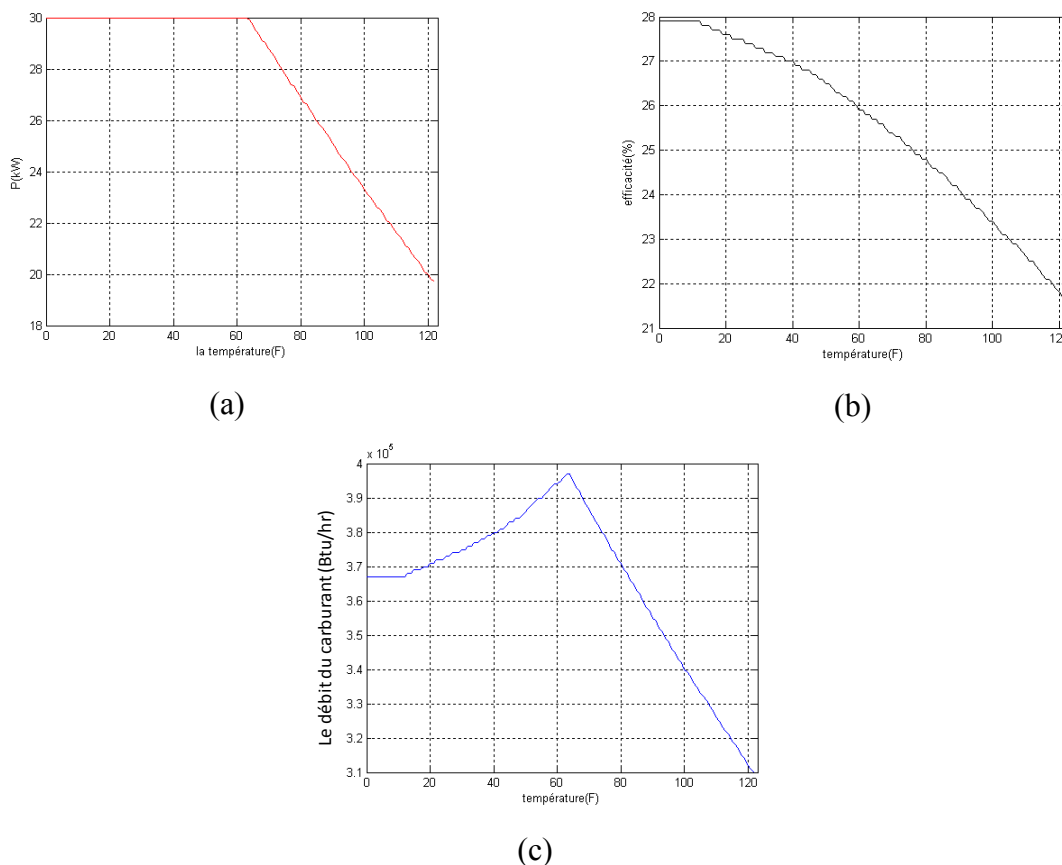 30
28
26
24
22
20
18
P(kW)
0 20 40 60 80 100 120
la température(F)
(a)
28
27
26
25
24
23
22
21
efficacité(%)
0 20 40 60 80 100 120
température(F)
(b)
x 10^5
4
3.9
3.8
3.7
3.6
3.5
3.4
3.3
3.2
3.1
Le débit du carburant (Btu/hr)
0 20 40 60 80 100 120
température(F)
(c)